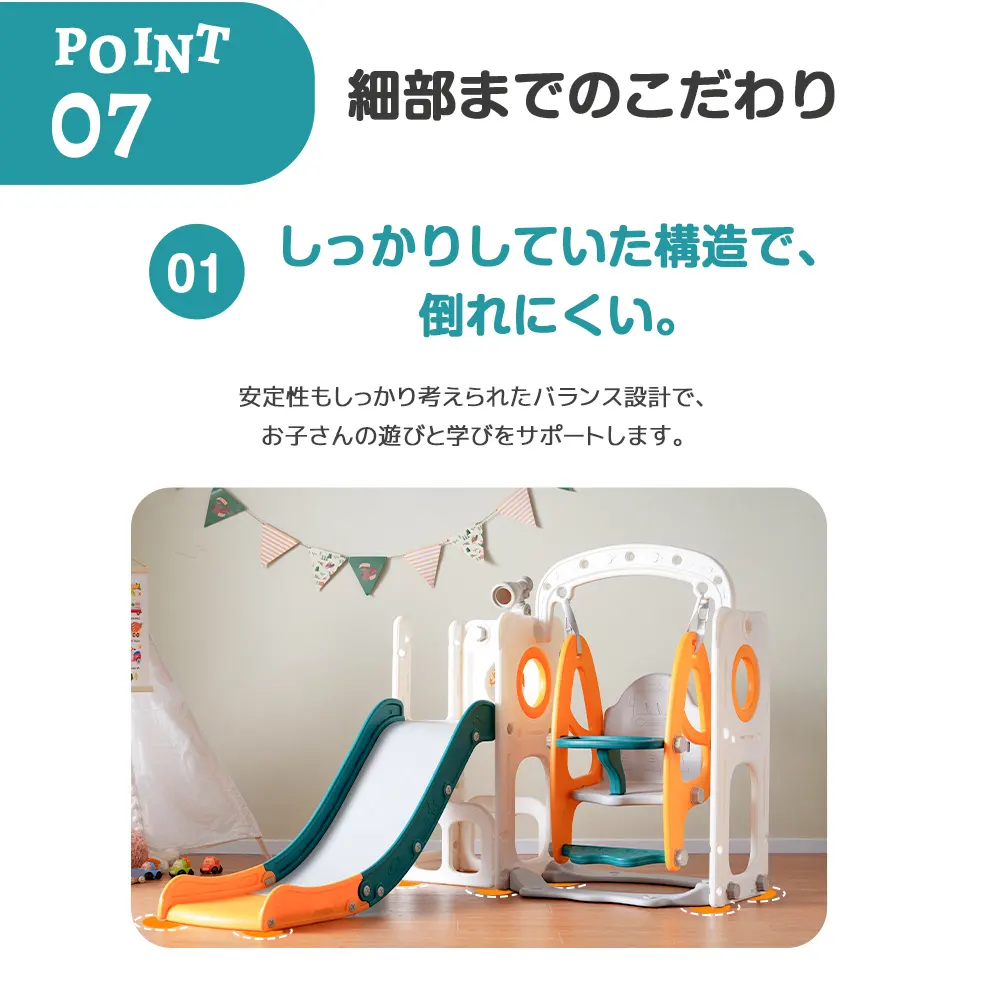 POINT
07
細部までのこだわり
01
しっかりしていた構造で、
倒れにくい。
安定性もしっかり考えられたバランス設計で、
お子さんの遊びと学びをサポートします。